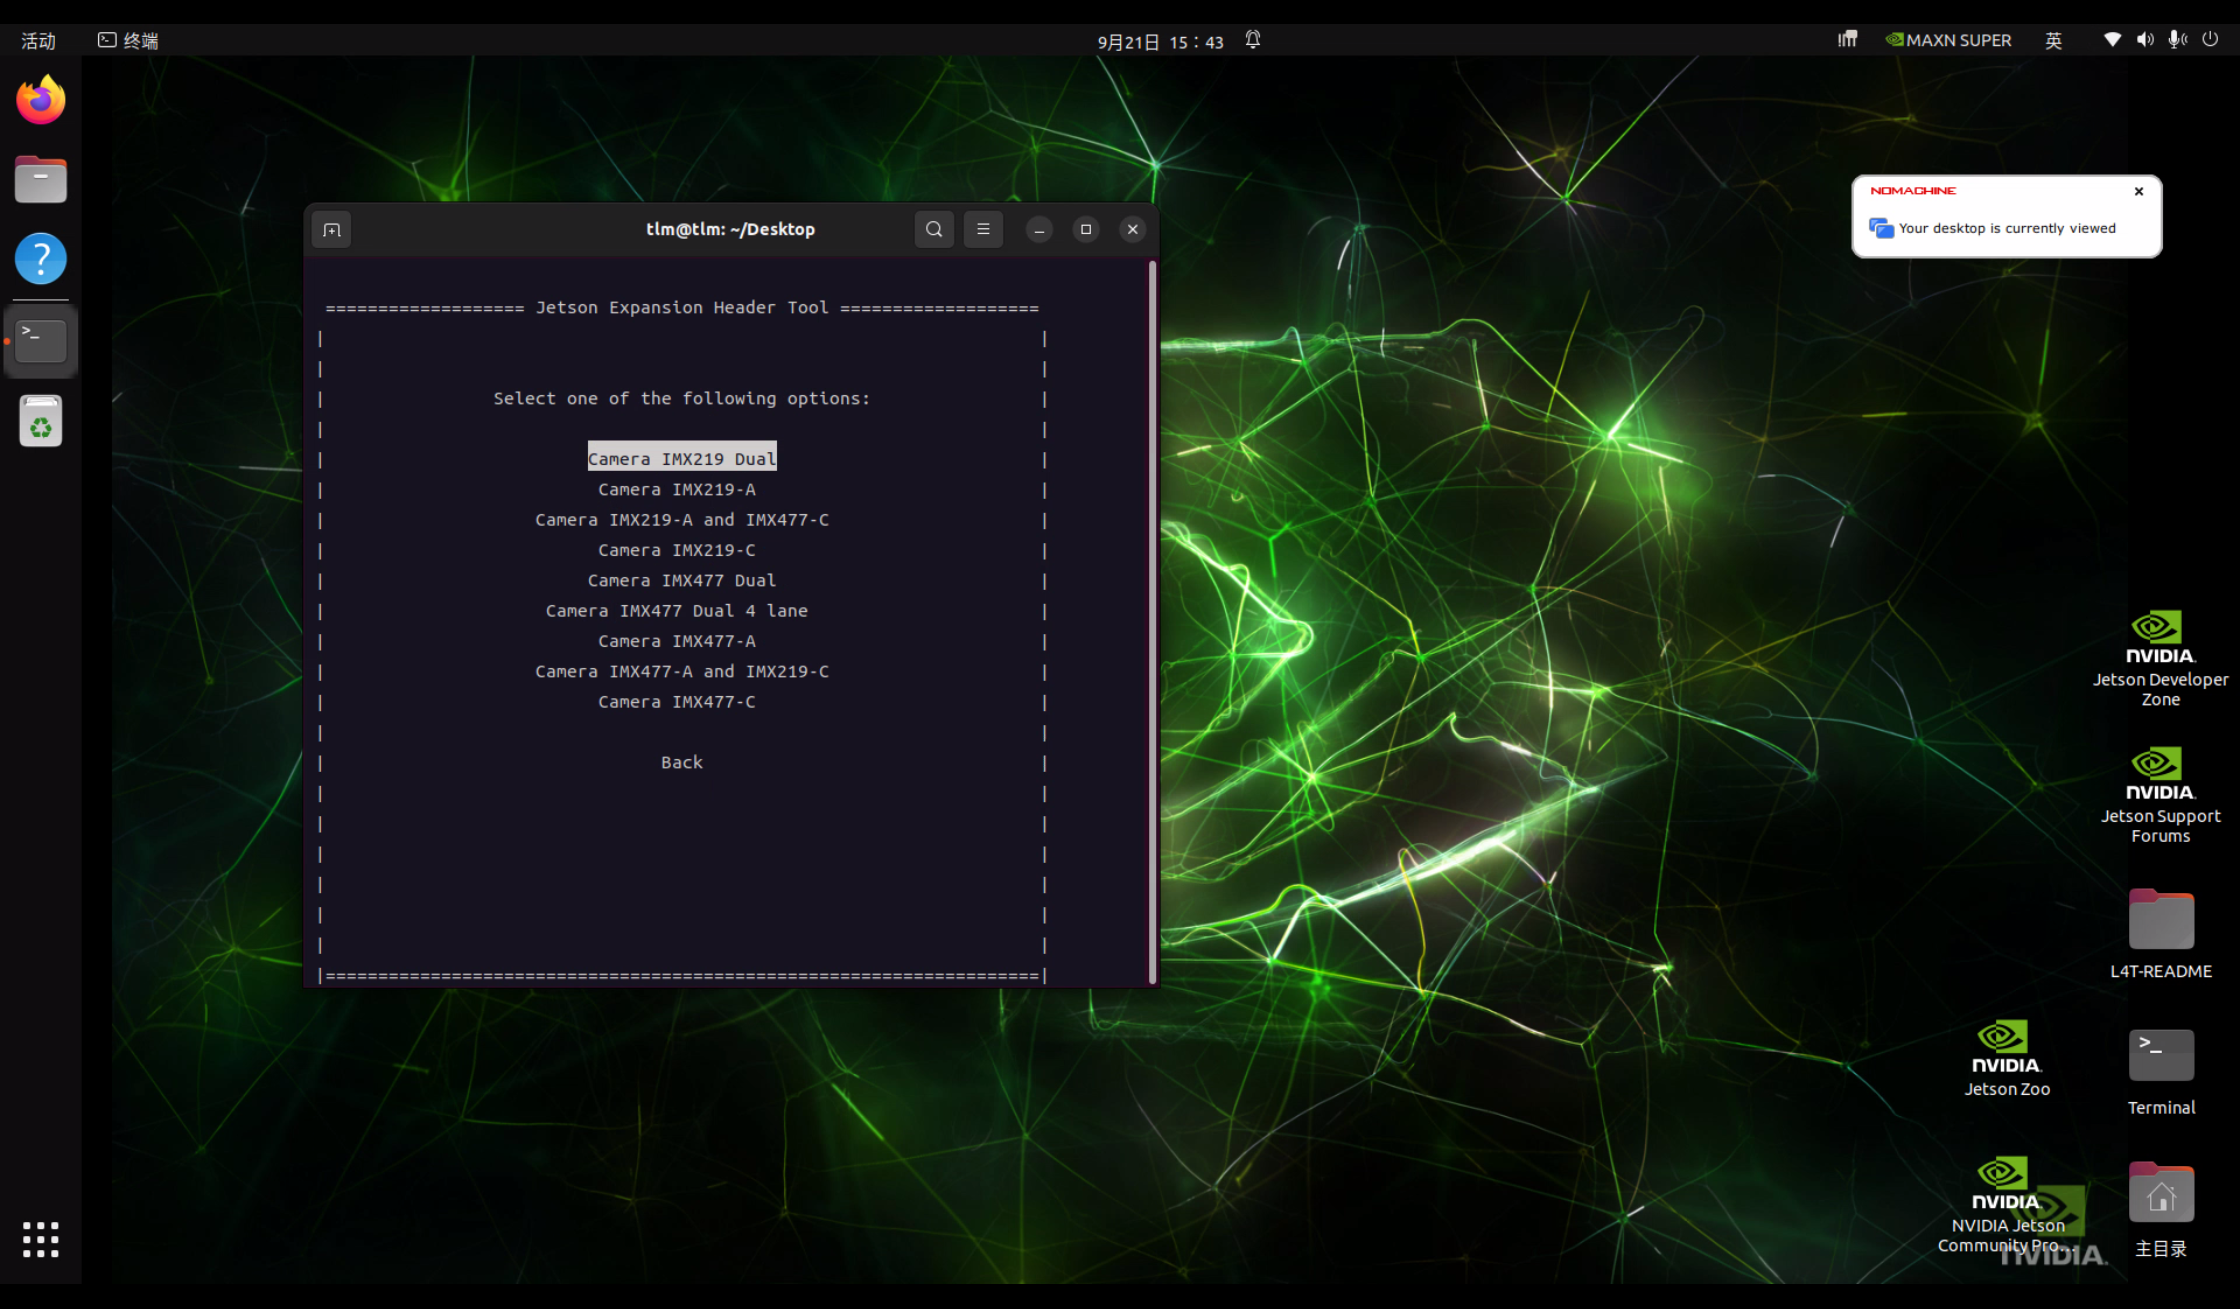 活动
终端
9月21日 15：43
MAXN SUPER
英
tlm@tlm: ~/Desktop
=================== Jetson Expansion Header Tool ===================
Select one of the following options:
Camera IMX219 Dual
Camera IMX219-A
Camera IMX219-A and IMX477-C
Camera IMX219-C
Camera IMX477 Dual
Camera IMX477 Dual 4 lane
Camera IMX477-A
Camera IMX477-A and IMX219-C
Camera IMX477-C
Back
NOMACHINE
Your desktop is currently viewed
NVIDIA.
Jetson Developer
Zone
NVIDIA.
Jetson Support
Forums
L4T-README
NVIDIA.
Jetson Zoo
Terminal
NVIDIA.
NVIDIA Jetson
Community Pro...
NVIDIA.
主目录